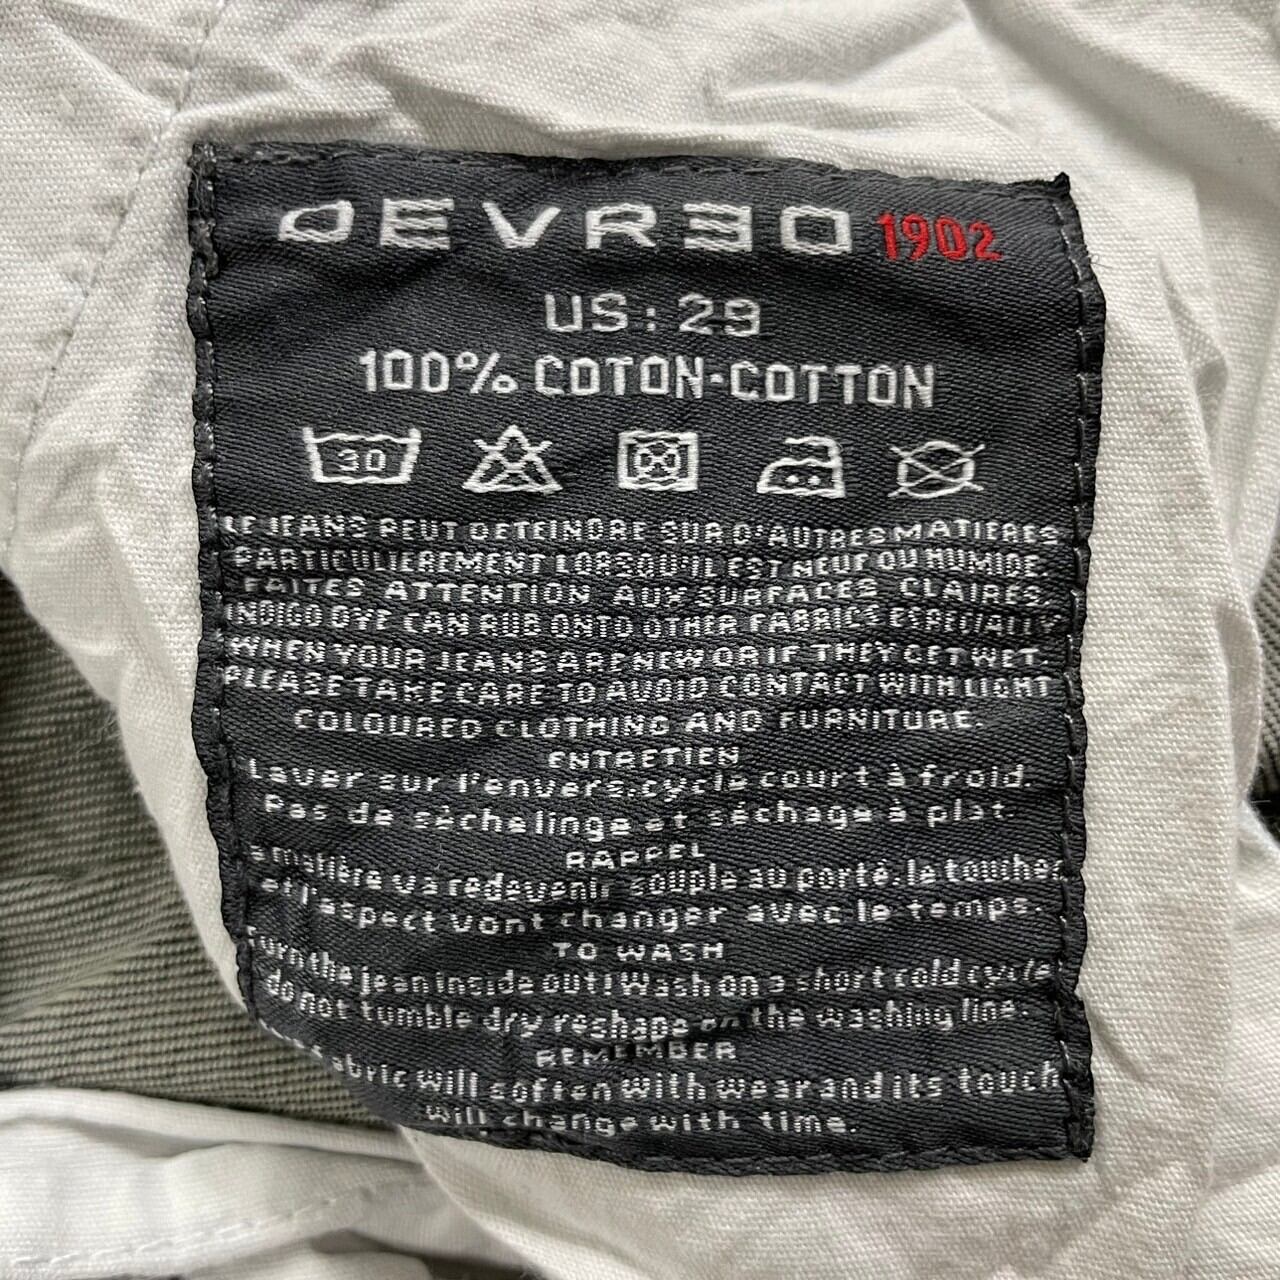 DEVRED 1902
US : 29
100% COTON-COTTON
30
LE JEANS PEUT DETEINDRE SUR D'AUTRES MATIERES
PARTICULIEREMENT LORSQU'IL EST NEUF OU HUMIDE.
FAITES ATTENTION AUX SURFACES CLAIRES
INDIGO DYE CAN RUB ONTO OTHER FABRICS ESPECIALLY
WHEN YOUR JEANS ARE NEW OR IF THEY GET WET.
PLEASE TAKE CARE TO AVOID CONTACT WITH LIGHT
COLOURED CLOTHING AND FURNITURE.
ENTRETIEN
Laver sur l'envers.cycle court à froid.
Pas de sèche linge et séchage à plat.
RAPPEL
matière va redevenir souple au porté. le toucher
et l'aspect vont changer avec le temps.
TO WASH
Turn the jean inside out! Wash on a short cold cycle
do not tumble dry reshape on the washing line.
REMEMBER
fabric will soften with wear and its touch
will change with time.